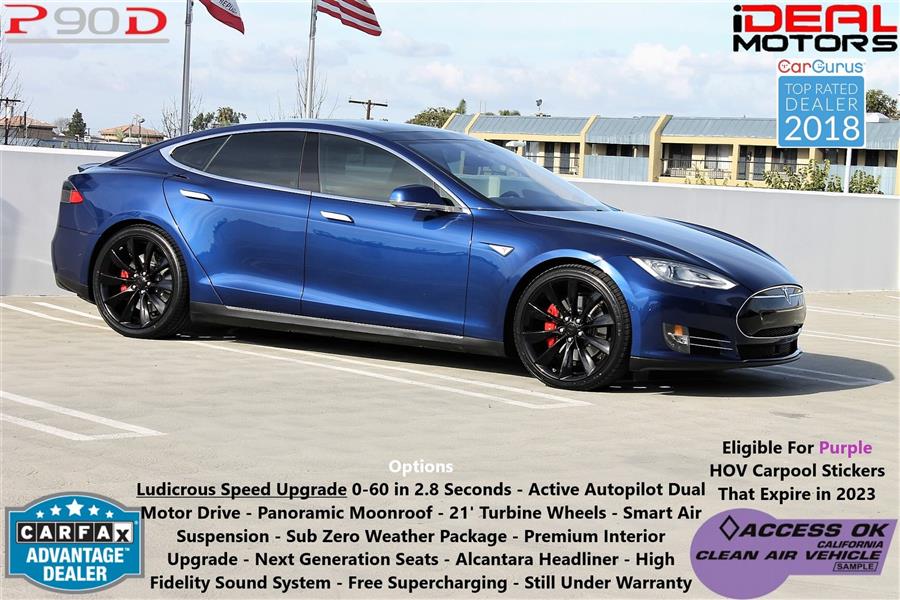 P90D
iDEAL
MOTORS
CarGurus
TOP RATED
DEALER
2018
Options
Ludicrous Speed Upgrade 0-60 in 2.8 Seconds - Active Autopilot Dual
Motor Drive - Panoramic Moonroof - 21' Turbine Wheels - Smart Air
Suspension - Sub Zero Weather Package - Premium Interior
Upgrade - Next Generation Seats - Alcantara Headliner - High
Fidelity Sound System - Free Supercharging - Still Under Warranty
Eligible For Purple
HOV Carpool Stickers
That Expire in 2023
CARFAX
ADVANTAGE
DEALER
ACCESS OK
CALIFORNIA
CLEAN AIR VEHICLE
SAMPLE